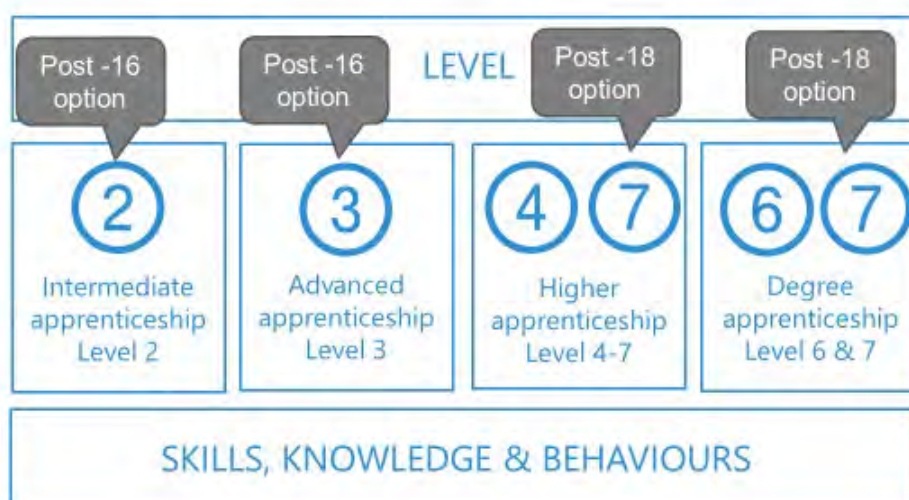 Post -16
option
Post -16
option
LEVEL
Post -18
option
Post -18
option
2
Intermediate
apprenticeship
Level 2
3
Advanced
apprenticeship
Level 3
4 7
Higher
apprenticeship
Level 4-7
6 7
Degree
apprenticeship
Level 6 & 7
SKILLS, KNOWLEDGE & BEHAVIOURS